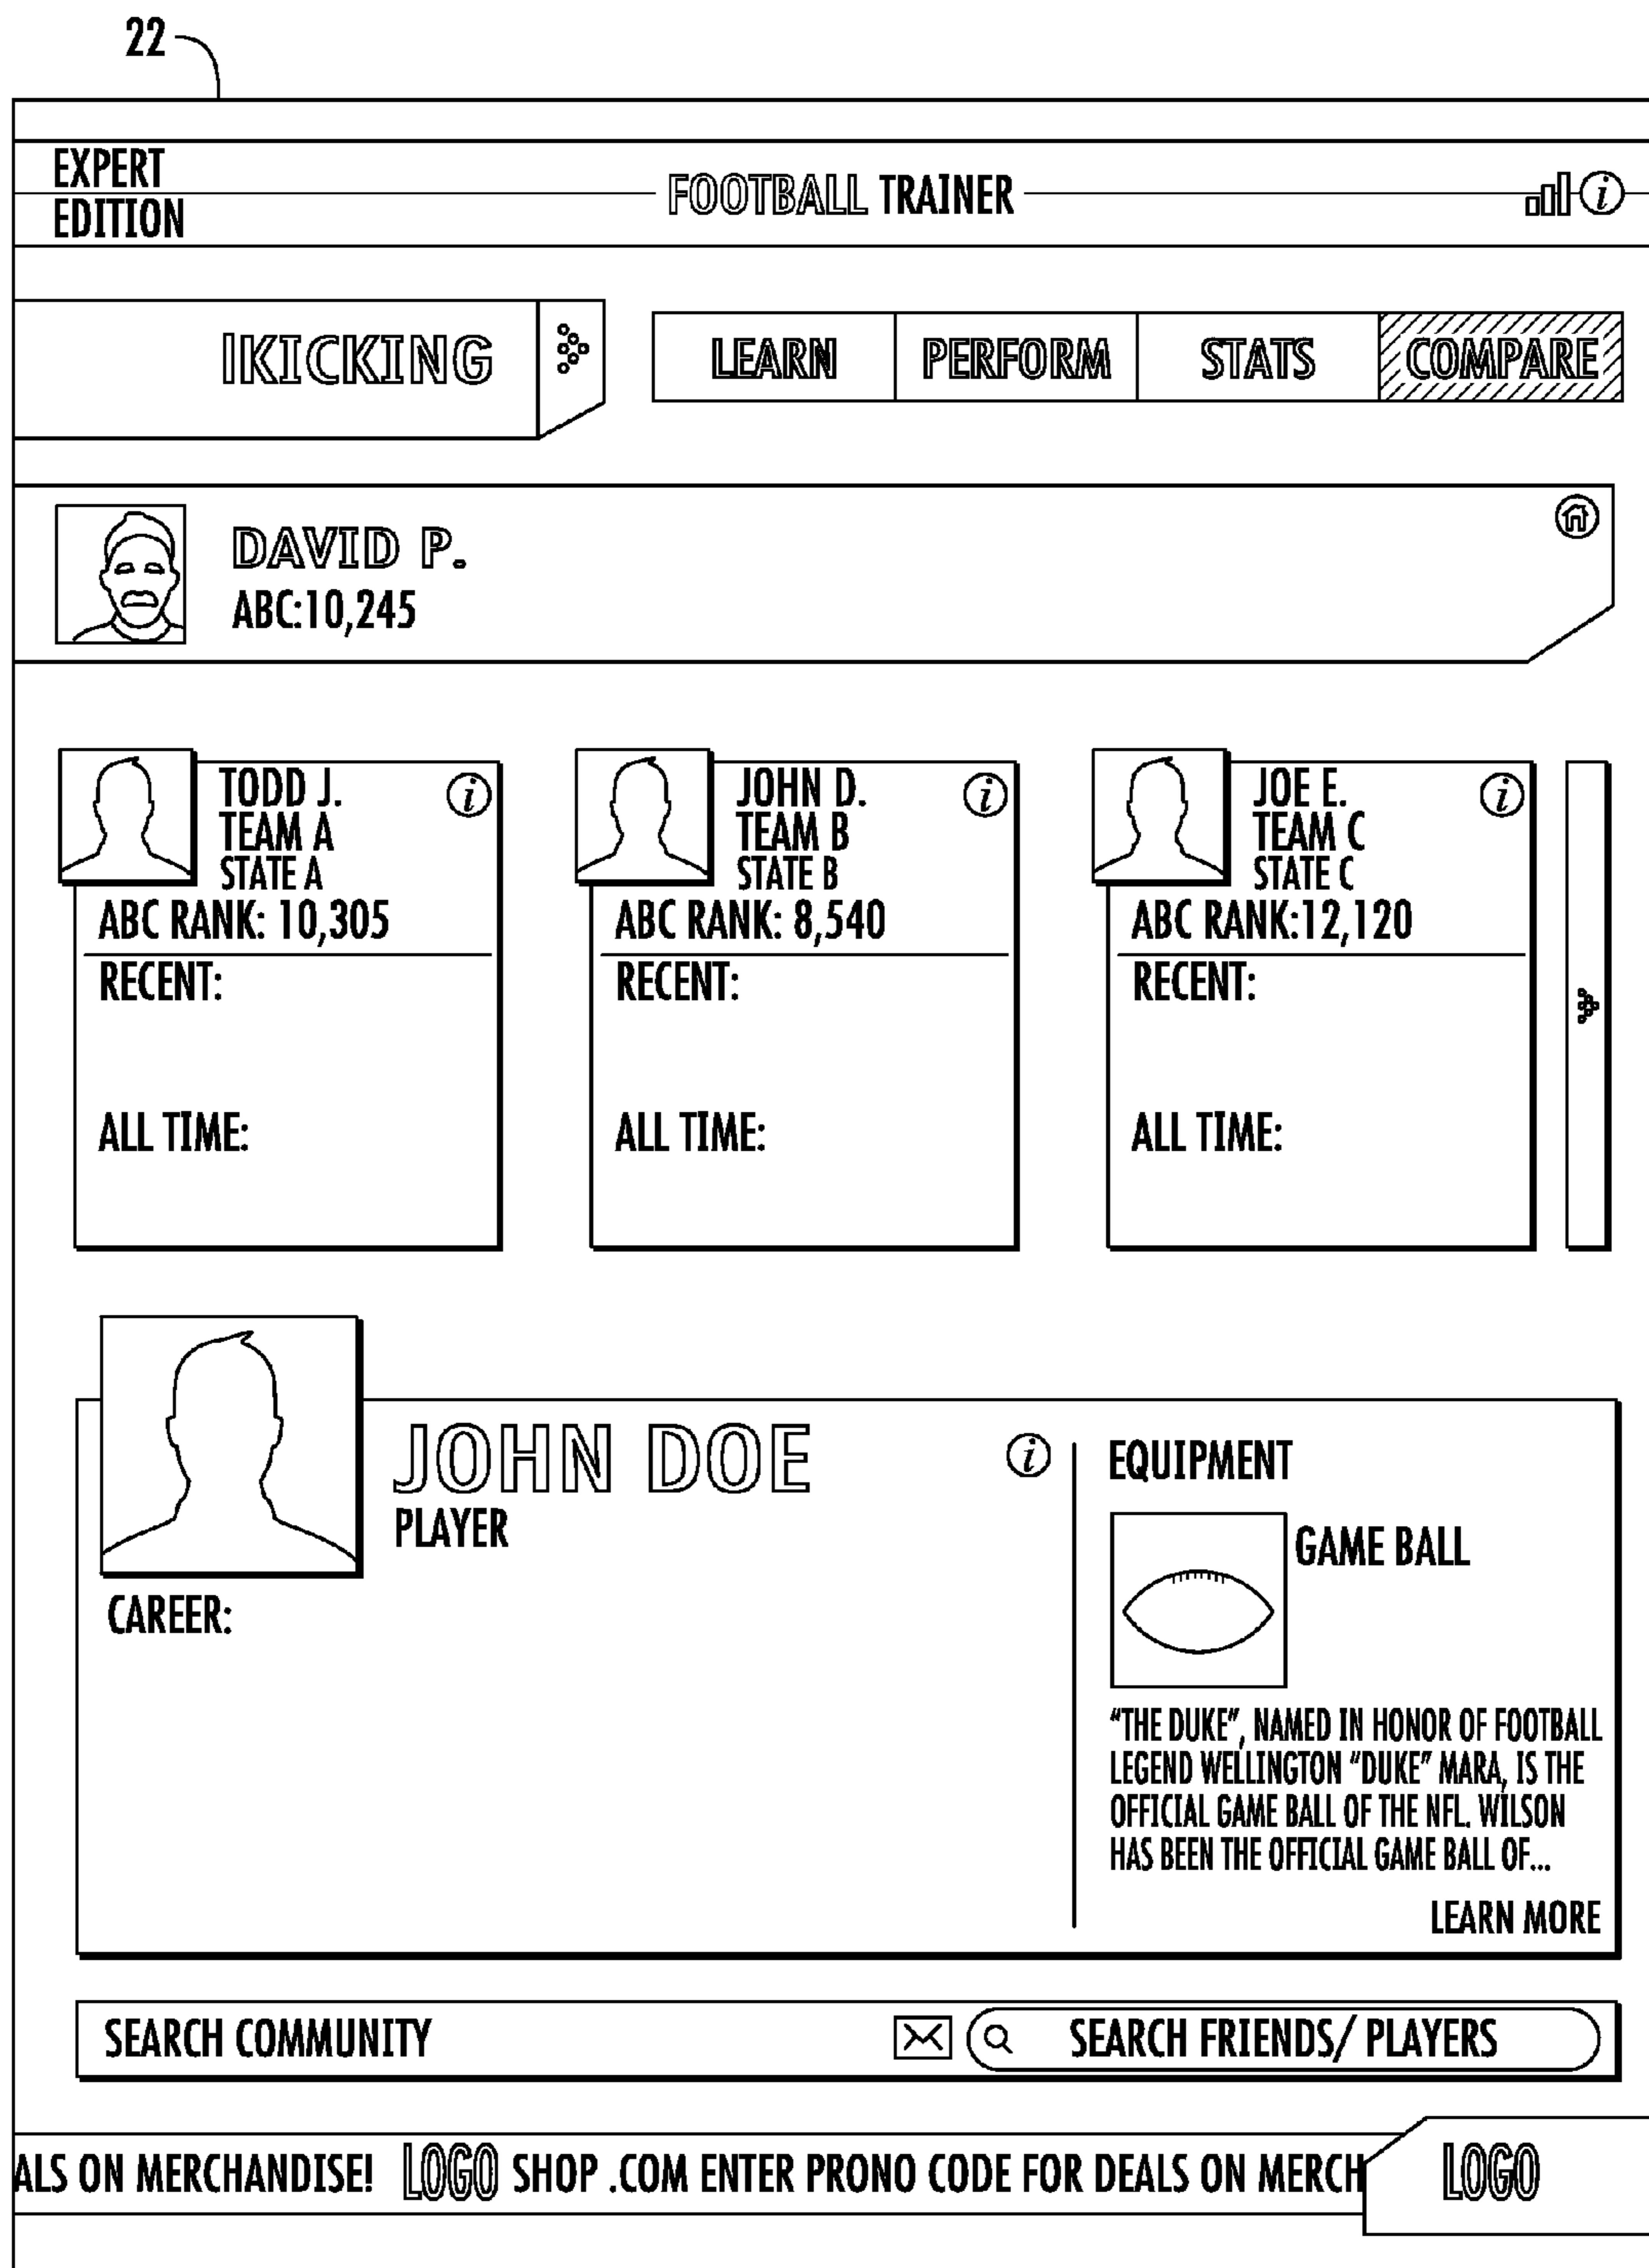 22
EXPERT
EDITION
FOOTBALL TRAINER
i
KICKING
LEARN PERFORM STATS COMPARE
DAVID P.
ABC:10,245
TODD J.
TEAM A
STATE A
i
ABC RANK: 10,305
RECENT:
ALL TIME:
JOHN D.
TEAM B
STATE B
i
ABC RANK: 8,540
RECENT:
ALL TIME:
JOE E.
TEAM C
STATE C
i
ABC RANK:12,120
RECENT:
ALL TIME:
JOHN DOE
PLAYER
i
CAREER:
EQUIPMENT
GAME BALL
“THE DUKE”, NAMED IN HONOR OF FOOTBALL
LEGEND WELLINGTON “DUKE” MARA, IS THE
OFFICIAL GAME BALL OF THE NFL. WILSON
HAS BEEN THE OFFICIAL GAME BALL OF...
LEARN MORE
SEARCH COMMUNITY
SEARCH FRIENDS/ PLAYERS
ALS ON MERCHANDISE! LOGO SHOP .COM ENTER PRONO CODE FOR DEALS ON MERCH
LOGO